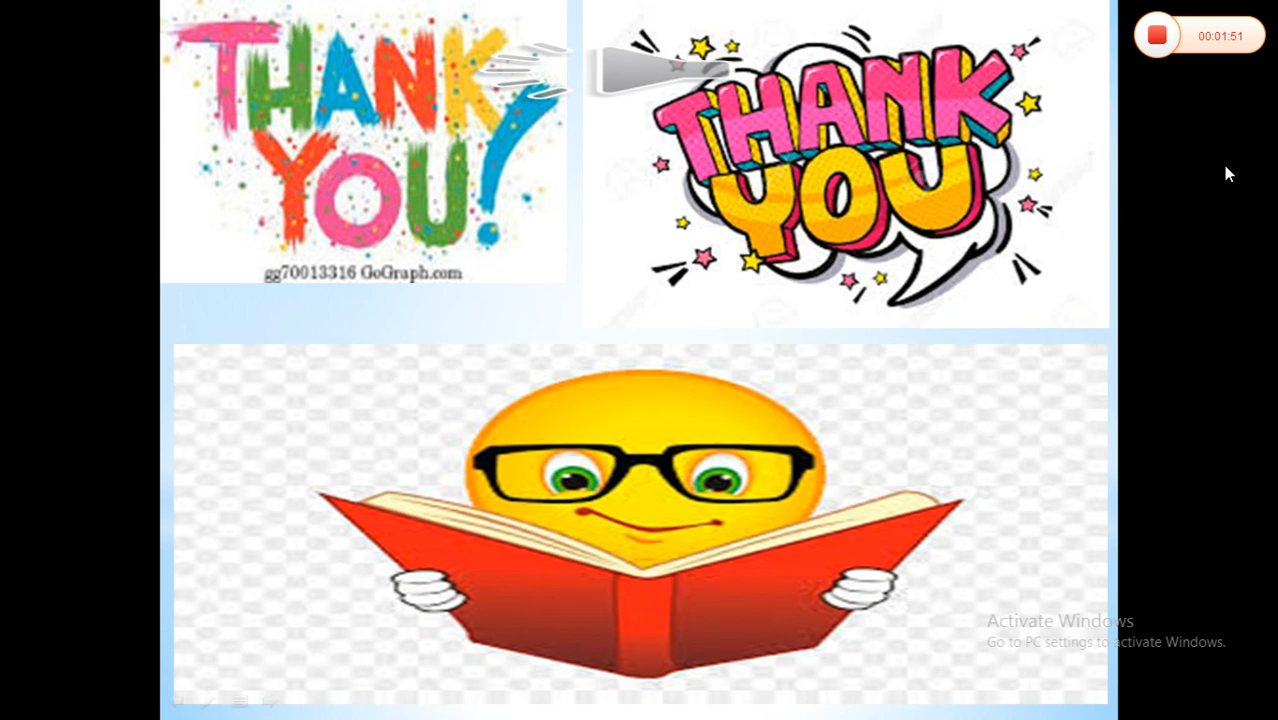 THANK
YOU!
gg70013316 GoGraph.com
THANK
YOU
00:01:51
Activate Windows
Go to PC settings to activate Windows.